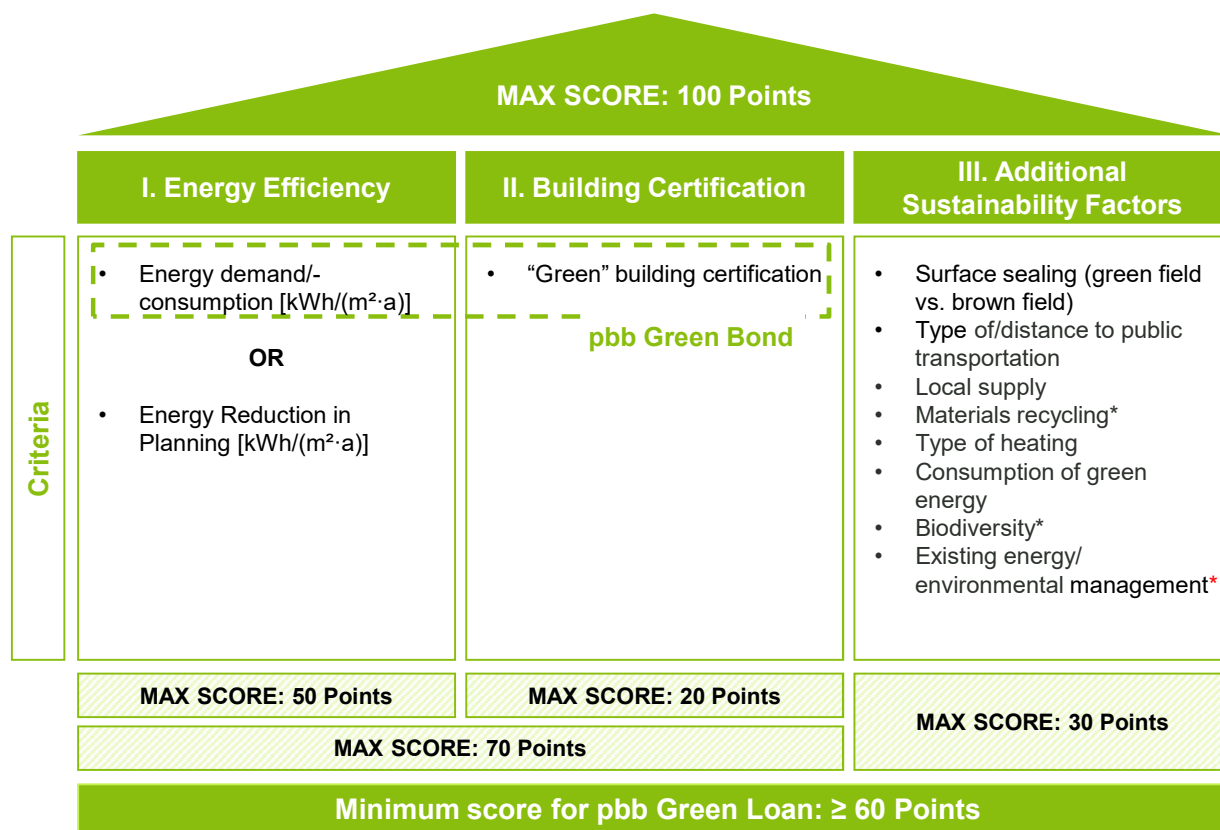 MAX SCORE: 100 Points
I. Energy Efficiency
II. Building Certification
III. Additional
Sustainability Factors
Criteria
• Energy demand/-
consumption [kWh/(m²·a)]
OR
• Energy Reduction in
Planning [kWh/(m²·a)]
• “Green” building certification
pbb Green Bond
• Surface sealing (green field
vs. brown field)
• Type of/distance to public
transportation
• Local supply
• Materials recycling*
• Type of heating
• Consumption of green
energy
• Biodiversity*
• Existing energy/
environmental management*
MAX SCORE: 50 Points
MAX SCORE: 20 Points
MAX SCORE: 30 Points
MAX SCORE: 70 Points
Minimum score for pbb Green Loan: ≥ 60 Points